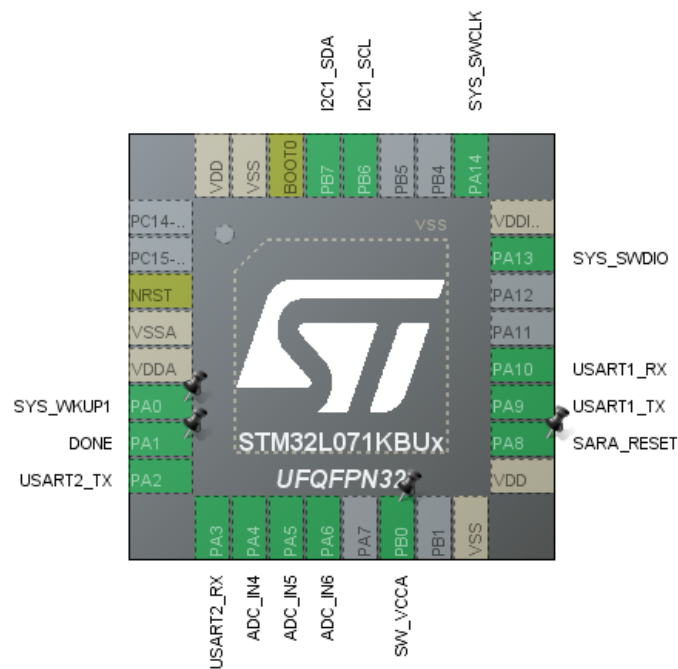 I2C1_SDA
I2C1_SCL
SYS_SWCLK
VDD
VSS
BOOT0
PB7
PB6
PB5
PB4
PA14
PC14-..
PC15-..
NRST
VSSA
VDDA
SYS_WKUP1 PA0
DONE PA1
USART2_TX PA2
VSS
VDDI..
PA13 SYS_SWDIO
PA12
PA11
PA10 USART1_RX
PA9 USART1_TX
PA8 SARA_RESET
VDD
ST
STM32L071KBUx
UFQFPN32
PA3
PA4
PA5
PA6
PA7
PB0
PB1
VSS
USART2_RX
ADC_IN4
ADC_IN5
ADC_IN6
SW_VCCA